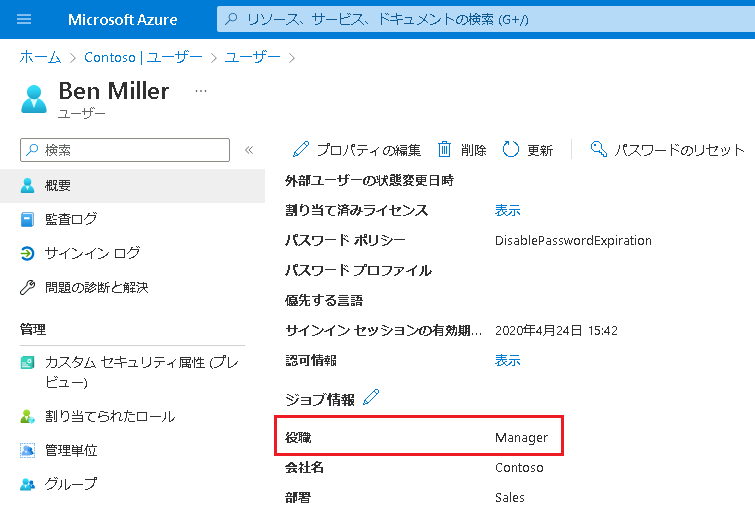 Microsoft Azure
リソース、サービス、ドキュメントの検索 (G+/)
ホーム > Contoso | ユーザー > ユーザー >
Ben Miller ...
ユーザー
検索
«
概要
監査ログ
サインイン ログ
問題の診断と解決
管理
カスタム セキュリティ属性 (プレ
ビュー)
割り当てられたロール
管理単位
グループ
プロパティの編集 削除 更新 パスワードのリセット
外部ユーザーの状態変更日時
割り当て済みライセンス 表示
パスワード ポリシー DisablePasswordExpiration
パスワード プロファイル
優先する言語
サインイン セッションの有効期... 2020年4月24日 15:42
認可情報 表示
ジョブ情報
役職 Manager
会社名 Contoso
部署 Sales